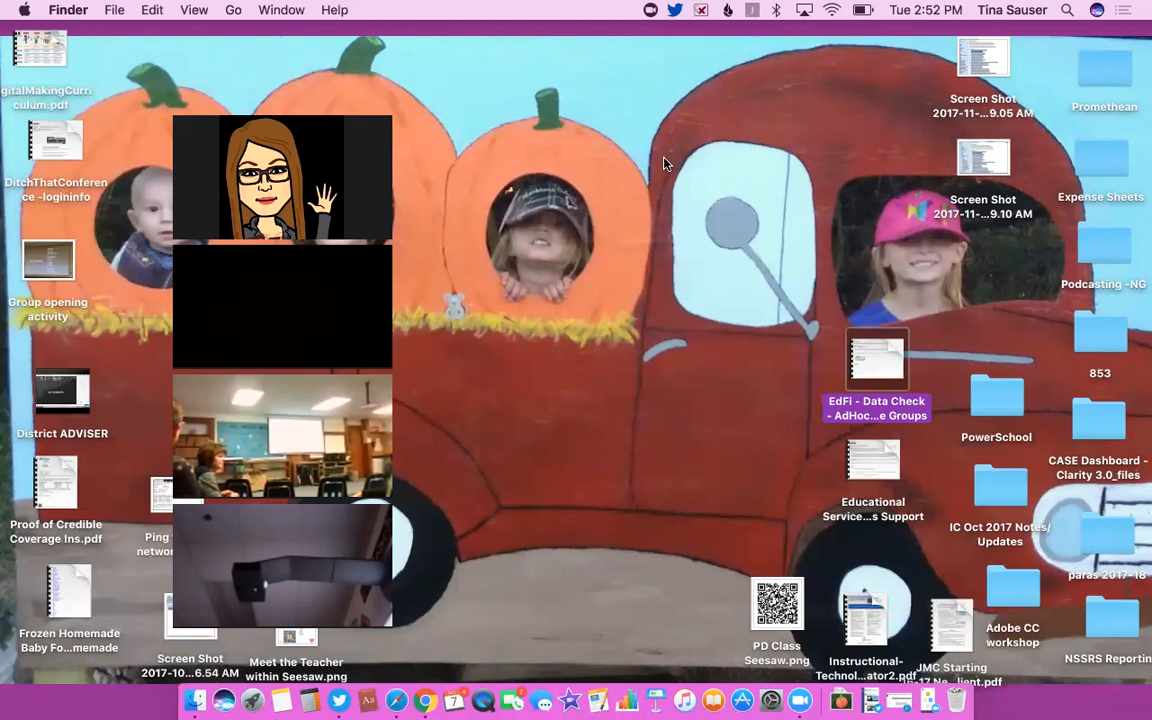 Finder File Edit View Go Window Help Tue 2:52 PM Tina Sauser
gitalMakingCurri
culum.pdf
Screen Shot
2017-11-...9.05 AM
Promethean
DitchThatConferen
ce -logininfo
Screen Shot
2017-11-...9.10 AM
Expense Sheets
Group opening
activity
Podcasting -NG
853
EdFi - Data Check
- AdHoc...e Groups
District ADVISER
PowerSchool
CASE Dashboard -
Clarity 3.0_files
Educational
Service...s Support
Proof of Credible
Coverage Ins.pdf
Ping
netwo
IC Oct 2017 Notes/
Updates
paras 2017-18
Frozen Homemade
Baby Fo...memade
Screen Shot
2017-10...6.54 AM
Meet the Teacher
within Seesaw.png
PD Class
Seesaw.png
Instructional-
Technol...ator2.pdf
JMC Starting
Adobe CC
workshop
NSSRS Reportin
7